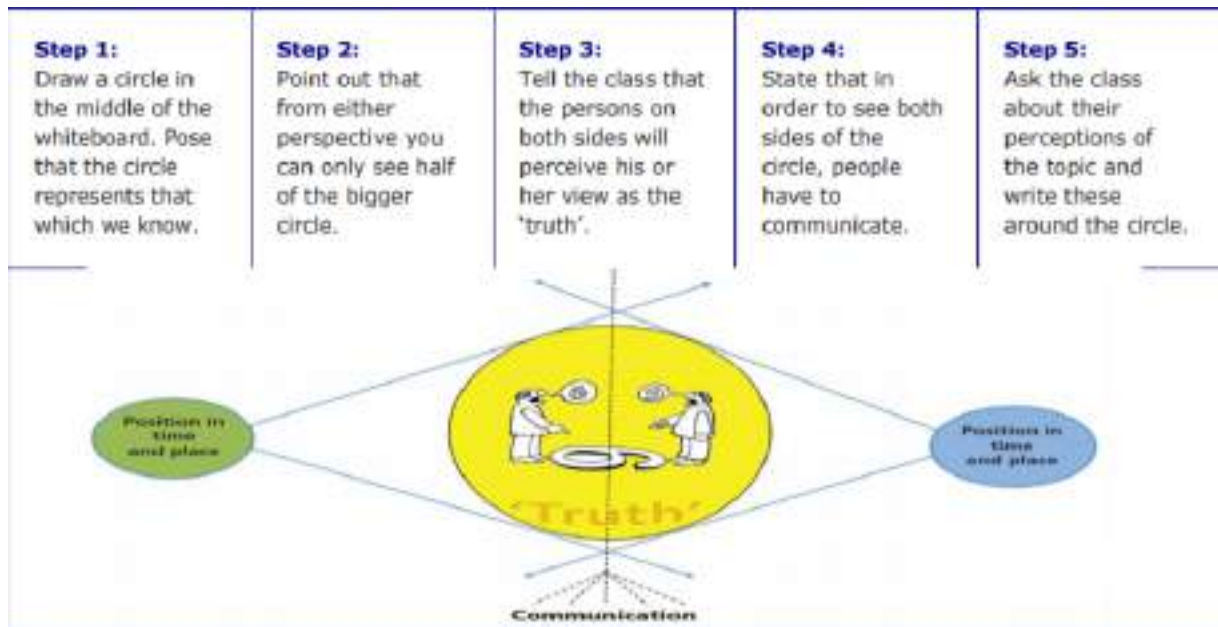 Step 1:
Draw a circle in
the middle of the
whiteboard. Pose
that the circle
represents that
which we know.
Step 2:
Point out that
from either
perspective you
can only see half
of the bigger
circle.
Step 3:
Tell the class that
the persons on
both sides will
perceive his or
her view as the
'truth'.
Step 4:
State that in
order to see both
sides of the
circle, people
have to
communicate.
Step 5:
Ask the class
about their
perceptions of
the topic and
write these
around the circle.
Position in
time
and place
'Truth'
Position in
time
and place
Communication